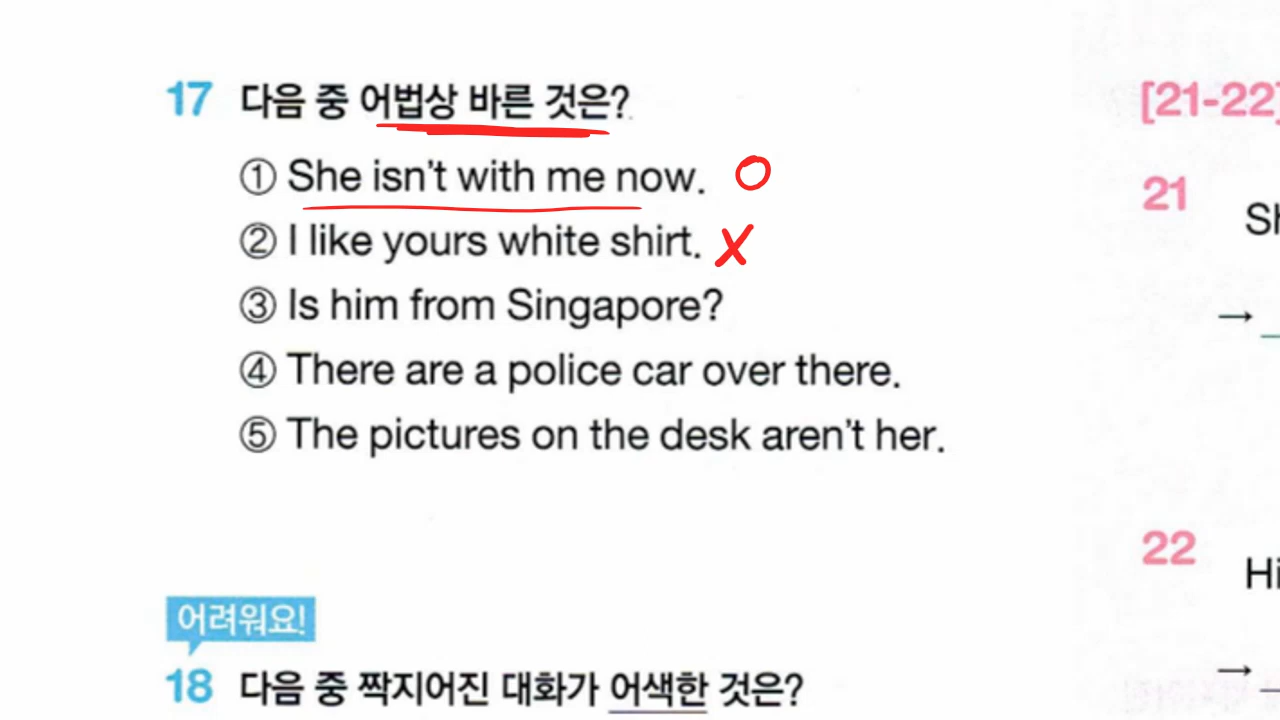 17 다음 중 어법상 바른 것은?
① She isn't with me now. O
② I like yours white shirt. X
③ Is him from Singapore?
④ There are a police car over there.
⑤ The pictures on the desk aren't her.
어려워요!
18 다음 중 짝지어진 대화가 어색한 것은?
[21-22]
21 Sh
→
22 Hi
→